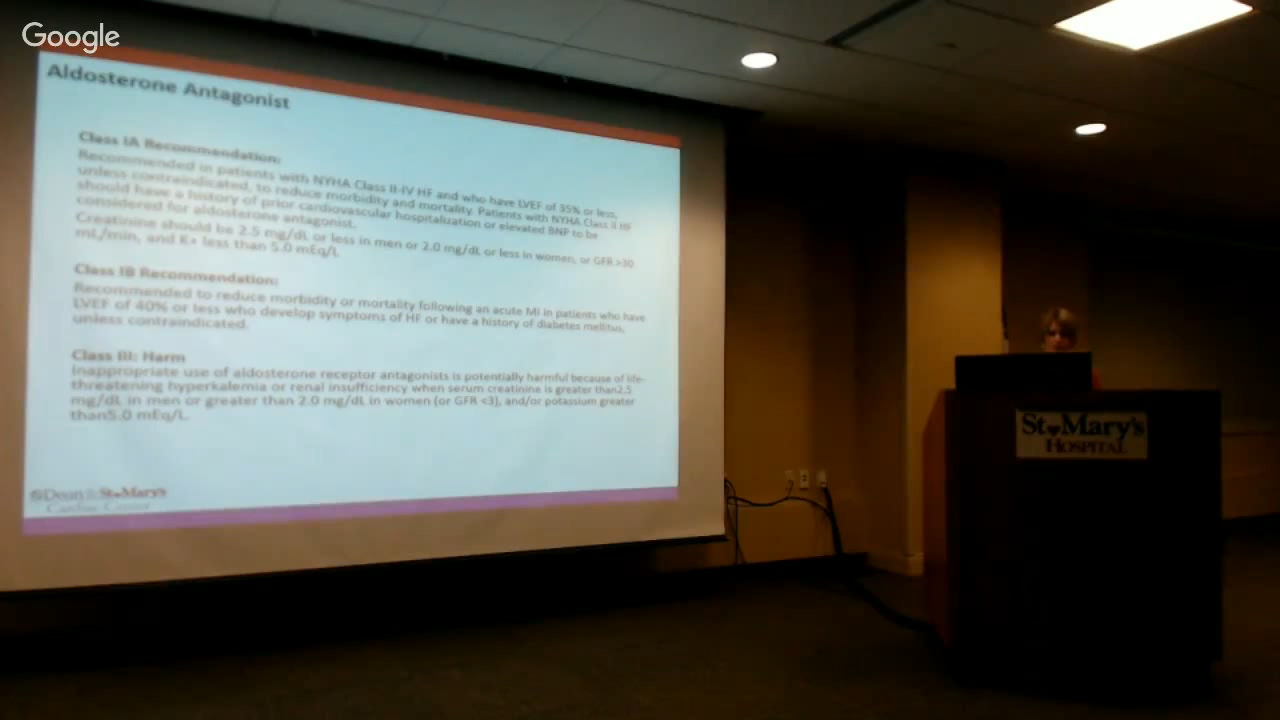 Google
Aldosterone Antagonist
Class IA Recommendation:
Recommended in patients with NYHA Class II-IV HF and who have LVEF of 35% or less,
unless contraindicated, to reduce morbidity and mortality. Patients with NYHA Class II HF
should have a history of prior cardiovascular hospitalization or elevated BNP to be
considered for aldosterone antagonist.
Creatinine should be 2.5 mg/dL or less in men or 2.0 mg/dL or less in women, or GFR >30
mL/min, and K+ less than 5.0 mEq/L
Class IB Recommendation:
Recommended to reduce morbidity or mortality following an acute MI in patients who have
LVEF of 40% or less who develop symptoms of HF or have a history of diabetes mellitus,
unless contraindicated.
Class III: Harm
Inappropriate use of aldosterone receptor antagonists is potentially harmful because of life-
threatening hyperkalemia or renal insufficiency when serum creatinine is greater than2.5
mg/dL in men or greater than 2.0 mg/dL in women (or GFR <3), and/or potassium greater
than5.0 mEq/L.
Dean & St. Mary's
Cardiac Center
St. Mary's
HOSPITAL